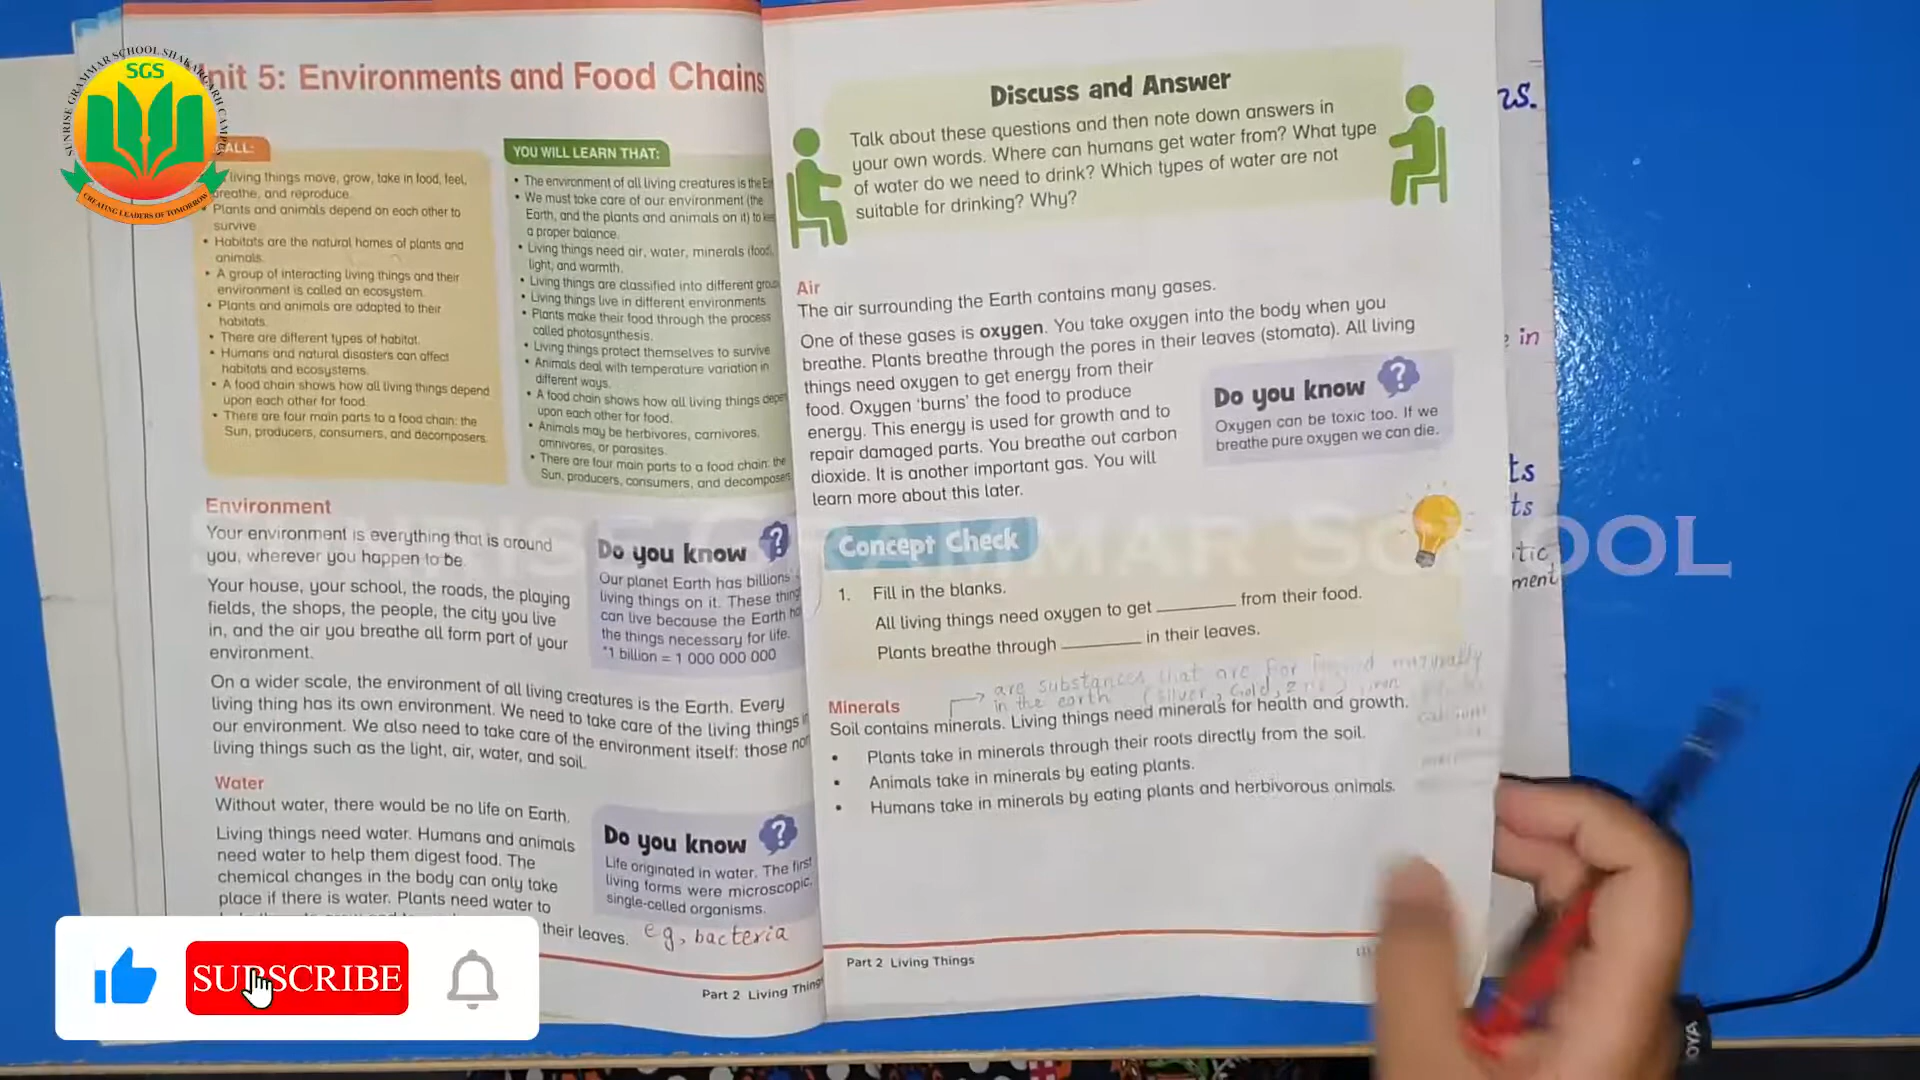 SUNRISE GRAMMAR SCHOOL SHAKARGARH CAMPUS
SGS
CREATING LEADERS OF TOMORROW
nit 5: Environments and Food Chains
ALL:
living things move, grow, take in food, feel,
breathe, and reproduce.
• Plants and animals depend on each other to
survive
• Habitats are the natural homes of plants and
animals.
• A group of interacting living things and their
environment is called an ecosystem.
• Plants and animals are adapted to their
habitats.
• There are different types of habitat.
• Humans and natural disasters can affect
habitats and ecosystems.
• A food chain shows how all living things depend
upon each other for food.
• There are four main parts to a food chain: the
Sun, producers, consumers, and decomposers.
YOU WILL LEARN THAT:
• The environment of all living creatures is the
• We must take care of our environment (the
Earth, and the plants and animals on it) to
a proper balance.
• Living things need air, water, minerals (food),
light, and warmth.
• Living things are classified into different
• Living things live in different environments
• Plants make their food through the process
called photosynthesis.
• Living things protect themselves to survive
• Animals deal with temperature variation in
different ways.
• A food chain shows how all living things
upon each other for food.
• Animals may be herbivores, carnivores,
omnivores, or parasites.
• There are four main parts to a food chain: the
Sun, producers, consumers, and decomposers
Environment
Your environment is everything that is around
you, wherever you happen to be.
Your house, your school, the roads, the playing
fields, the shops, the people, the city you live
in, and the air you breathe all form part of your
environment.
Do you know ?
Our planet Earth has billions
living things on it. These
can live because the Earth
the things necessary for life.
*1 billion = 1 000 000 000
On a wider scale, the environment of all living creatures is the Earth. Every
living thing has its own environment. We need to take care of the living things
our environment. We also need to take care of the environment itself: those
living things such as the light, air, water, and soil.
Water
Without water, there would be no life on Earth.
Living things need water. Humans and animals
need water to help them digest food. The
chemical changes in the body can only take
place if there is water. Plants need water to
their leaves.
Do you know ?
Life originated in water. The first
living forms were microscopic,
single-celled organisms.
eg, bacteria
Part 2 Living Things
Discuss and Answer
Talk about these questions and then note down answers in
your own words. Where can humans get water from? What type
of water do we need to drink? Which types of water are not
suitable for drinking? Why?
Air
The air surrounding the Earth contains many gases.
One of these gases is oxygen. You take oxygen into the body when you
breathe. Plants breathe through the pores in their leaves (stomata). All living
things need oxygen to get energy from their
food. Oxygen 'burns' the food to produce
energy. This energy is used for growth and to
repair damaged parts. You breathe out carbon
dioxide. It is another important gas. You will
learn more about this later.
Do you know ?
Oxygen can be toxic too. If we
breathe pure oxygen we can die.
Concept Check
1. Fill in the blanks.
All living things need oxygen to get ________ from their food.
Plants breathe through ________ in their leaves.
are substances that are
in the earth (silver, Gold,
Minerals
Soil contains minerals. Living things need minerals for health and growth.
• Plants take in minerals through their roots directly from the soil.
• Animals take in minerals by eating plants.
• Humans take in minerals by eating plants and herbivorous animals.
Part 2 Living Things
rs.
in
ts
ts
tic
ment
SUNRISE GRAMMAR SCHOOL
SUBSCRIBE